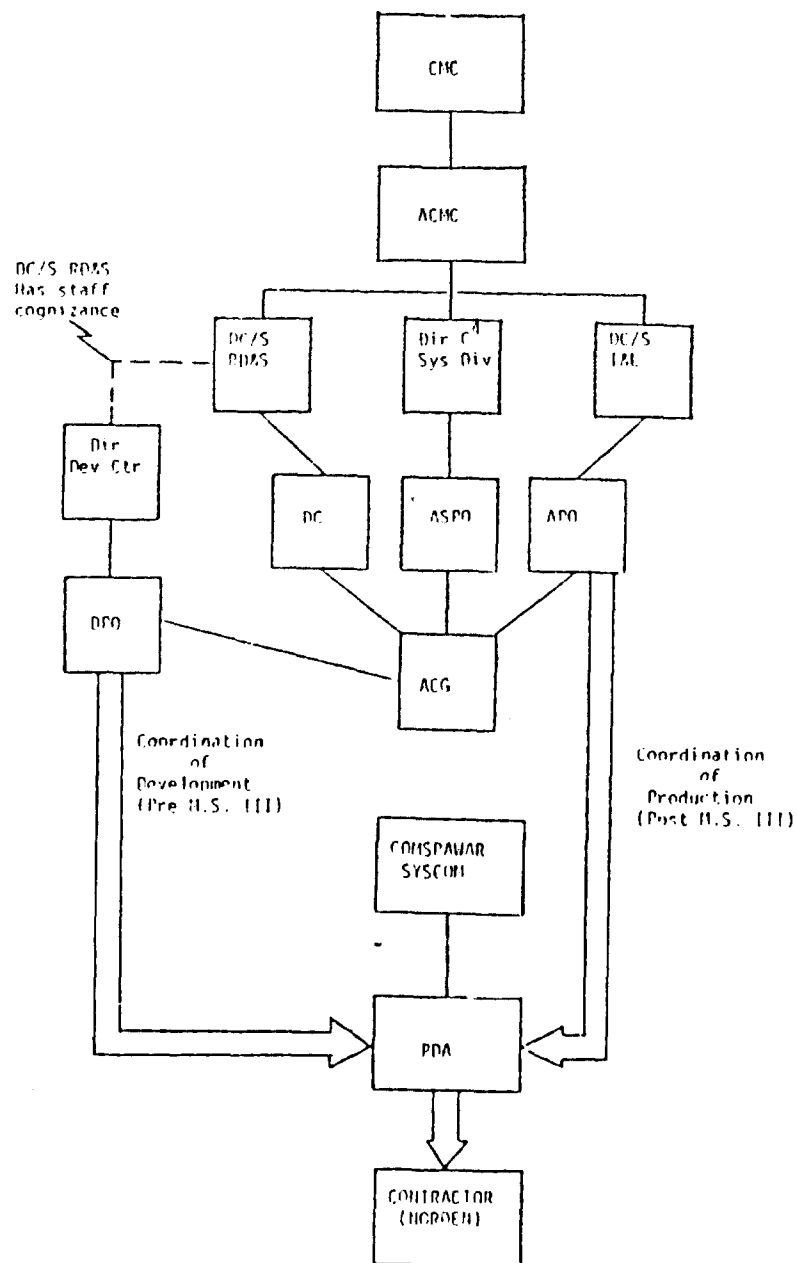 CMC
ACMC
DC/S RD&S
Has staff
cognizance
DC/S
RD&S
Dir C4
Sys Div
DC/S
I&L
Dir
Dev Ctr
DC
ASPO
APO
DPO
ACG
Coordination
of
Development
(Pre M.S. III)
Coordination
of
Production
(Post M.S. III)
COMSPAWAR
SYSCOM
PDA
CONTRACTOR
(NORDEN)